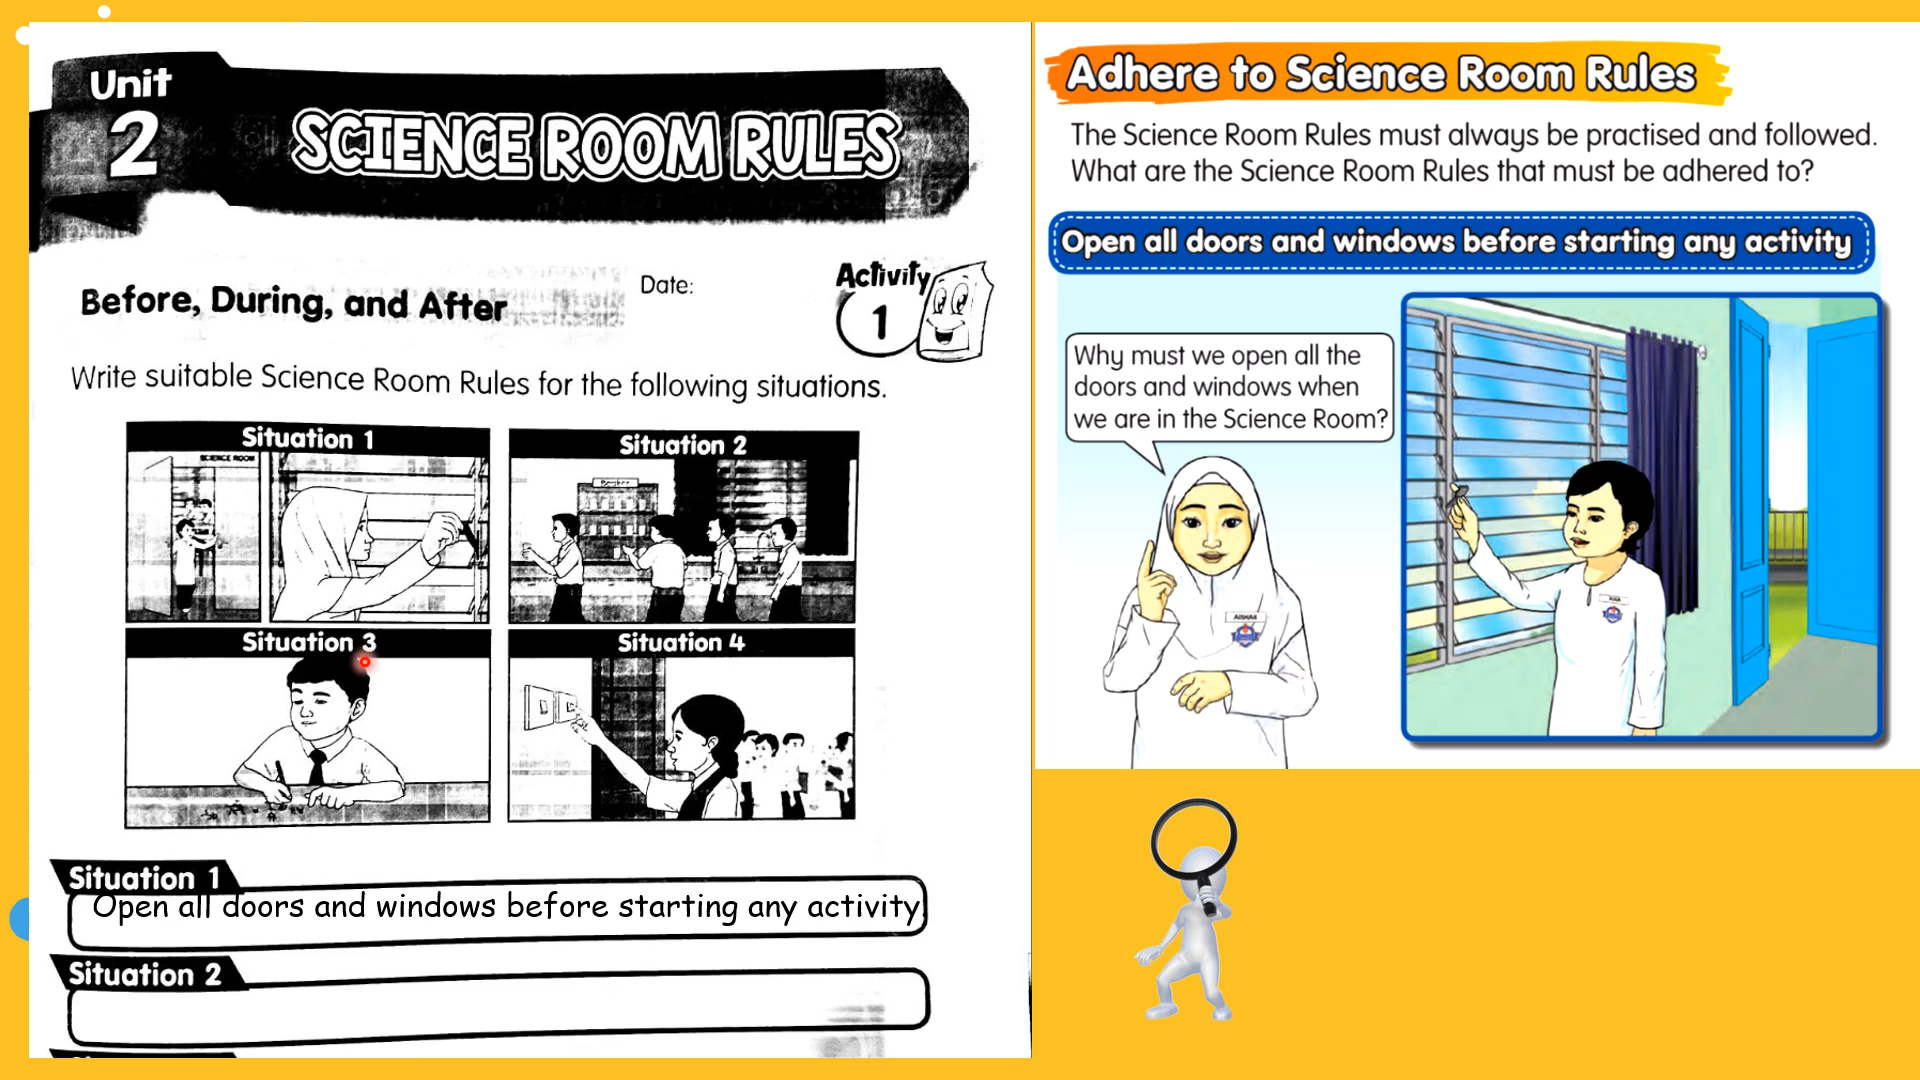 Unit
2
SCIENCE ROOM RULES
Before, During, and After
Date:
Activity
1
Write suitable Science Room Rules for the following situations.
Situation 1
SCIENCE ROOM
Situation 2
Situation 3
Situation 4
Situation 1
Open all doors and windows before starting any activity
Situation 2
Adhere to Science Room Rules
The Science Room Rules must always be practised and followed.
What are the Science Room Rules that must be adhered to?
Open all doors and windows before starting any activity
Why must we open all the
doors and windows when
we are in the Science Room?
AISHAH